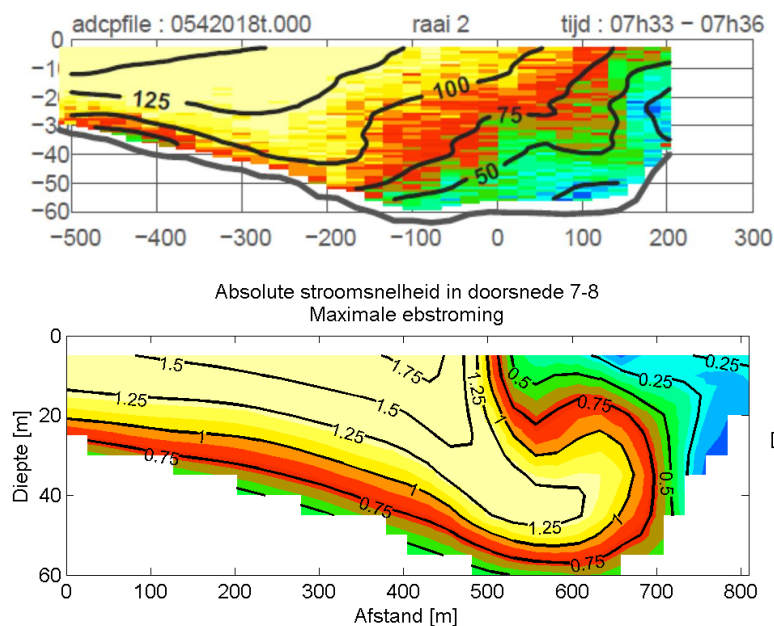 adcpfile : 0542018t.000 raai 2 tijd : 07h33 − 07h36
0
−10
−20
−30
−40
−50
−60
125
100
75
50
−500 −400 −300 −200 −100 0 100 200 300
Absolute stroomsnelheid in doorsnede 7-8
Maximale ebstroming
0
20
40
60
Diepte [m]
1.5 1.75 1.25 0.5 0.25 0.25
1.25 1.5 0.75
1 1.25
0.75 1 0.5
1.25 1
0.75 0.75
0 100 200 300 400 500 600 700 800
Afstand [m]
[